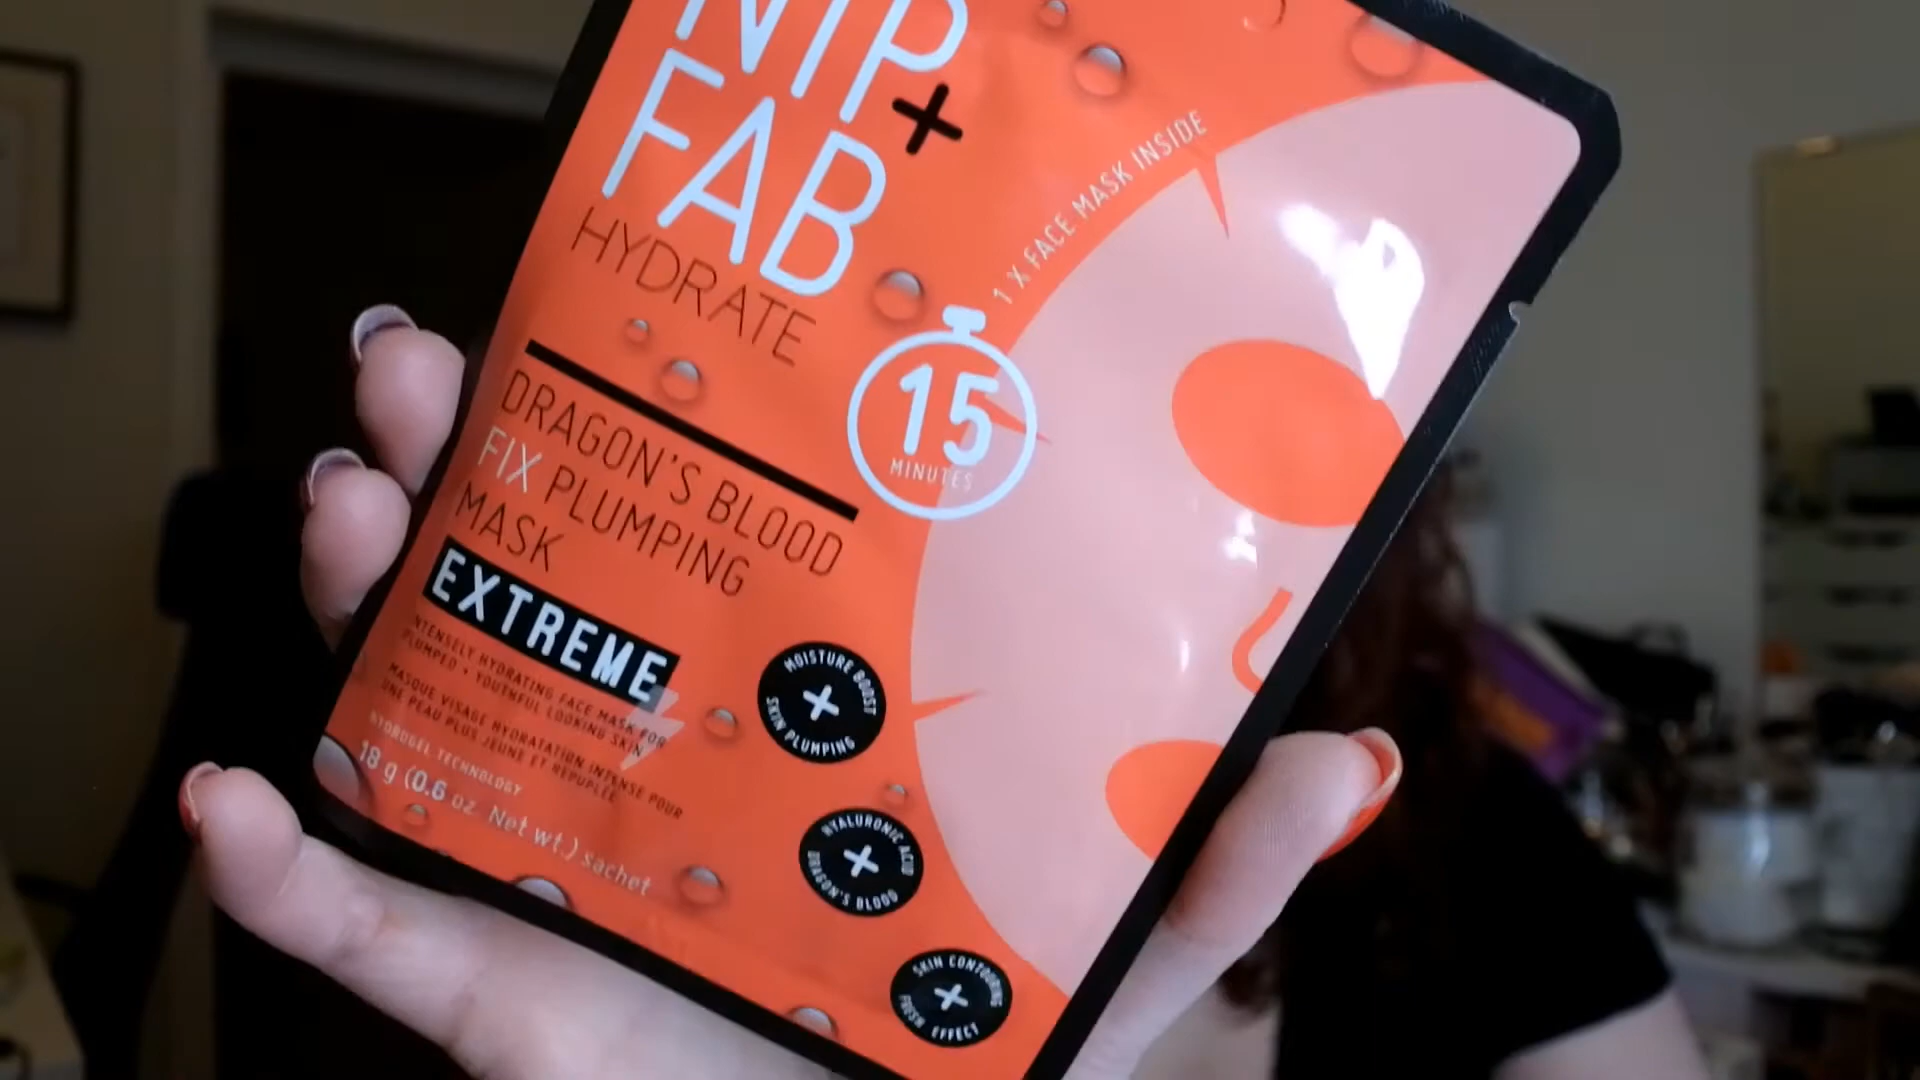 NIP+
FAB
HYDRATE
1 X FACE MASK INSIDE
15
MINUTES
DRAGON'S BLOOD
FIX PLUMPING
MASK
EXTREME
INTENSELY HYDRATING FACE MASK FOR
PLUMPED + YOUTHFUL LOOKING SKIN
MASQUE VISAGE HYDRATATION INTENSE POUR
UNE PEAU PLUS JEUNE ET REPULPÉE
HYDROGEL TECHNOLOGY
18 g (0.6 oz. Net wt.) sachet
MOISTURE BOOST
SKIN PLUMPING
HYALURONIC ACID
DRAGON'S BLOOD
SKIN CONTOURING
FRESH EFFECT